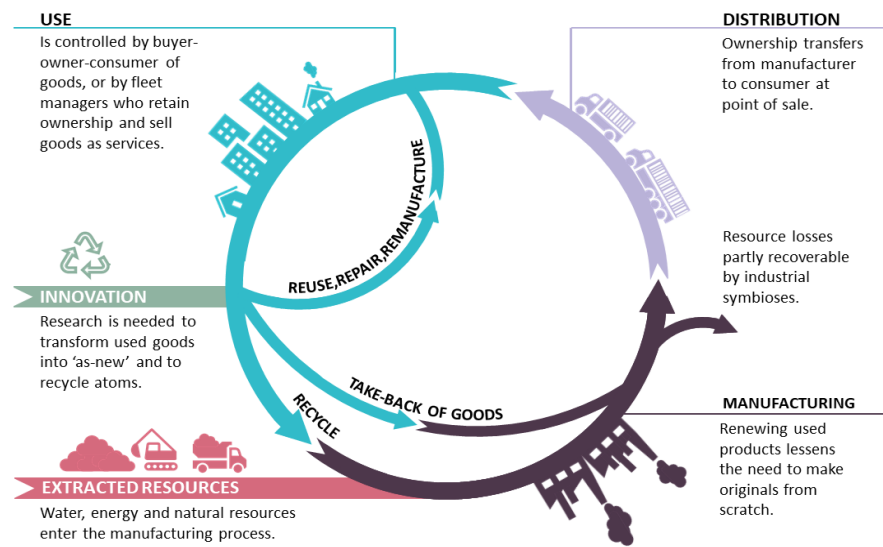 USE
Is controlled by buyer-
owner-consumer of
goods, or by fleet
managers who retain
ownership and sell
goods as services.
DISTRIBUTION
Ownership transfers
from manufacturer
to consumer at
point of sale.
REUSE,REPAIR,REMANUFACTURE
Resource losses
partly recoverable
by industrial
symbioses.
INNOVATION
Research is needed to
transform used goods
into ‘as-new’ and to
recycle atoms.
TAKE-BACK OF GOODS
RECYCLE
MANUFACTURING
Renewing used
products lessens
the need to make
originals from
scratch.
EXTRACTED RESOURCES
Water, energy and natural resources
enter the manufacturing process.